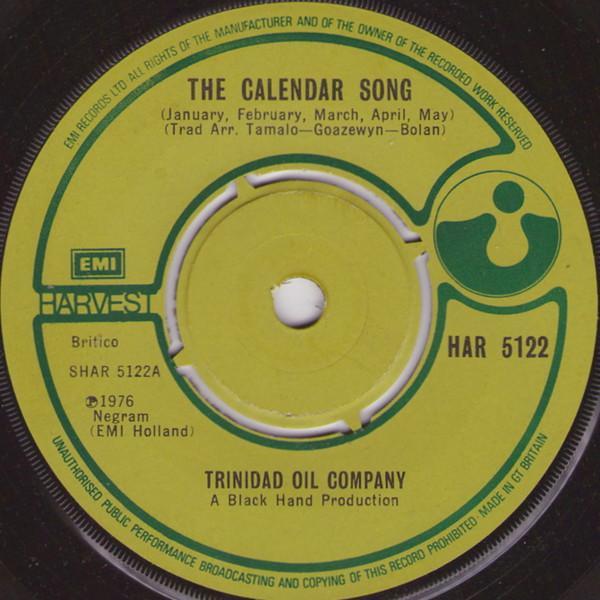 EMI RECORDS LTD ALL RIGHTS OF THE MANUFACTURER AND OF THE OWNER OF THE RECORDED WORK RESERVED
THE CALENDAR SONG
(January, February, March, April, May)
(Trad Arr. Tamalo—Goazewyn—Bolan)
EMI
HARVEST
Britico
SHAR 5122A
℗1976
Negram
(EMI Holland)
HAR 5122
TRINIDAD OIL COMPANY
A Black Hand Production
UNAUTHORISED PUBLIC PERFORMANCE BROADCASTING AND COPYING OF THIS RECORD PROHIBITED · MADE IN GT BRITAIN